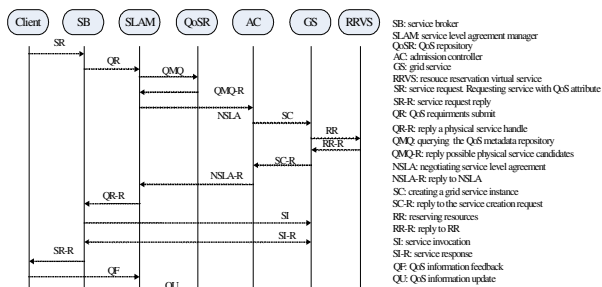 Client SB SLAM QoSR AC GS RRVS
SR
QR
QMQ
QMQ-R
NSLA
SC
RR
RR-R
SC-R
NSLA-R
QR-R
SI
SI-R
SR-R
QF
QU
SB: service broker
SLAM: service level agreement manager
QoSR: QoS repository
AC: admission controller
GS: grid service
RRVS: resouce reservation virtual service
SR: service request. Requesting service with QoS attribute
SR-R: service request reply
QR: QoS requirments submit
QR-R: reply a physical service handle
QMQ: querying the QoS metadata repository
QMQ-R: reply possible physical service candidates
NSLA: negotiating service level agreement
NSLA-R: reply to NSLA
SC: creating a grid service instance
SC-R: reply to the service creation request
RR: reserving resources
RR-R: reply to RR
SI: service invocation
SI-R: service response
QF: QoS information feedback
QU: QoS information update